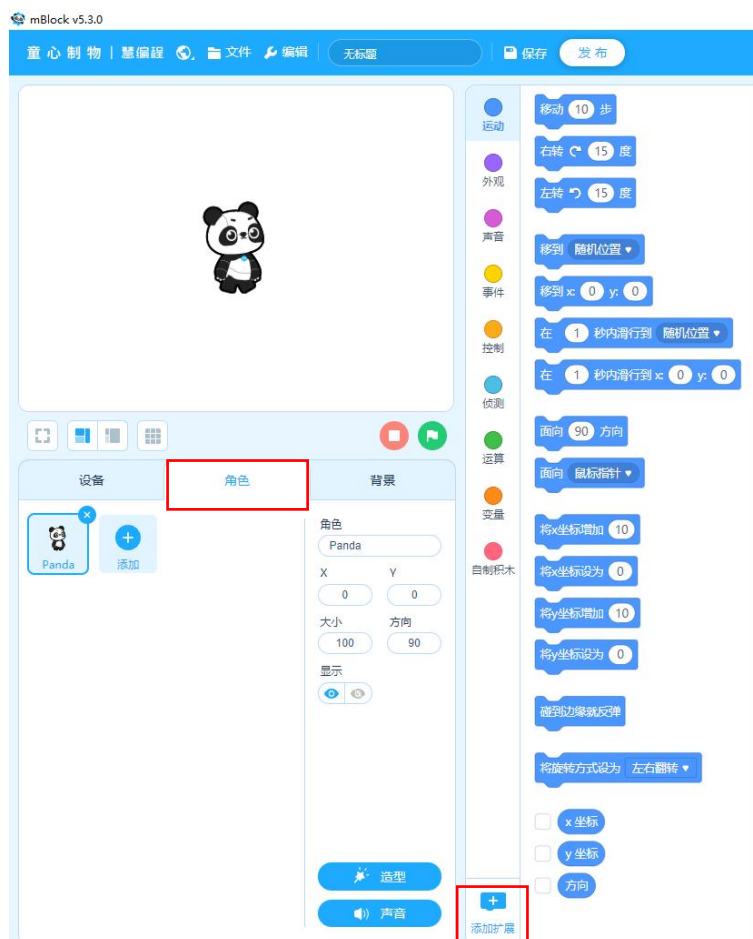 mBlock v5.3.0
童心制物 | 慧编程 文件 编辑 无标题 保存 发布
运动
外观
声音
事件
控制
侦测
运算
变量
自制积木
添加扩展
移动 10 步
右转 15 度
左转 15 度
移到 随机位置
移到 x: 0 y: 0
在 1 秒内滑行到 随机位置
在 1 秒内滑行到 x: 0 y: 0
面向 90 方向
面向 鼠标指针
将x坐标增加 10
将x坐标设为 0
将y坐标增加 10
将y坐标设为 0
碰到边缘就反弹
将旋转方式设为 左右翻转
x 坐标
y 坐标
方向
设备 角色 背景
Panda
添加
角色
Panda
X Y
0 0
大小 方向
100 90
显示
造型
声音